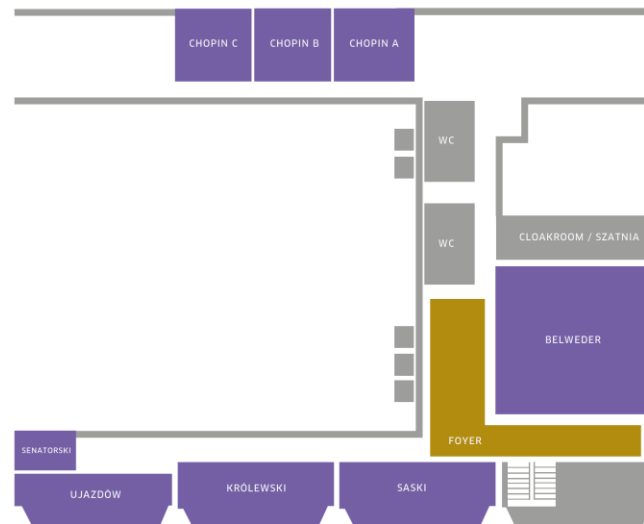 CHOPIN C
CHOPIN B
CHOPIN A
WC
CLOAKROOM / SZATNIA
WC
BELWEDER
FOYER
SENATORSKI
UJAZDÓW
KRÓLEWSKI
SASKI